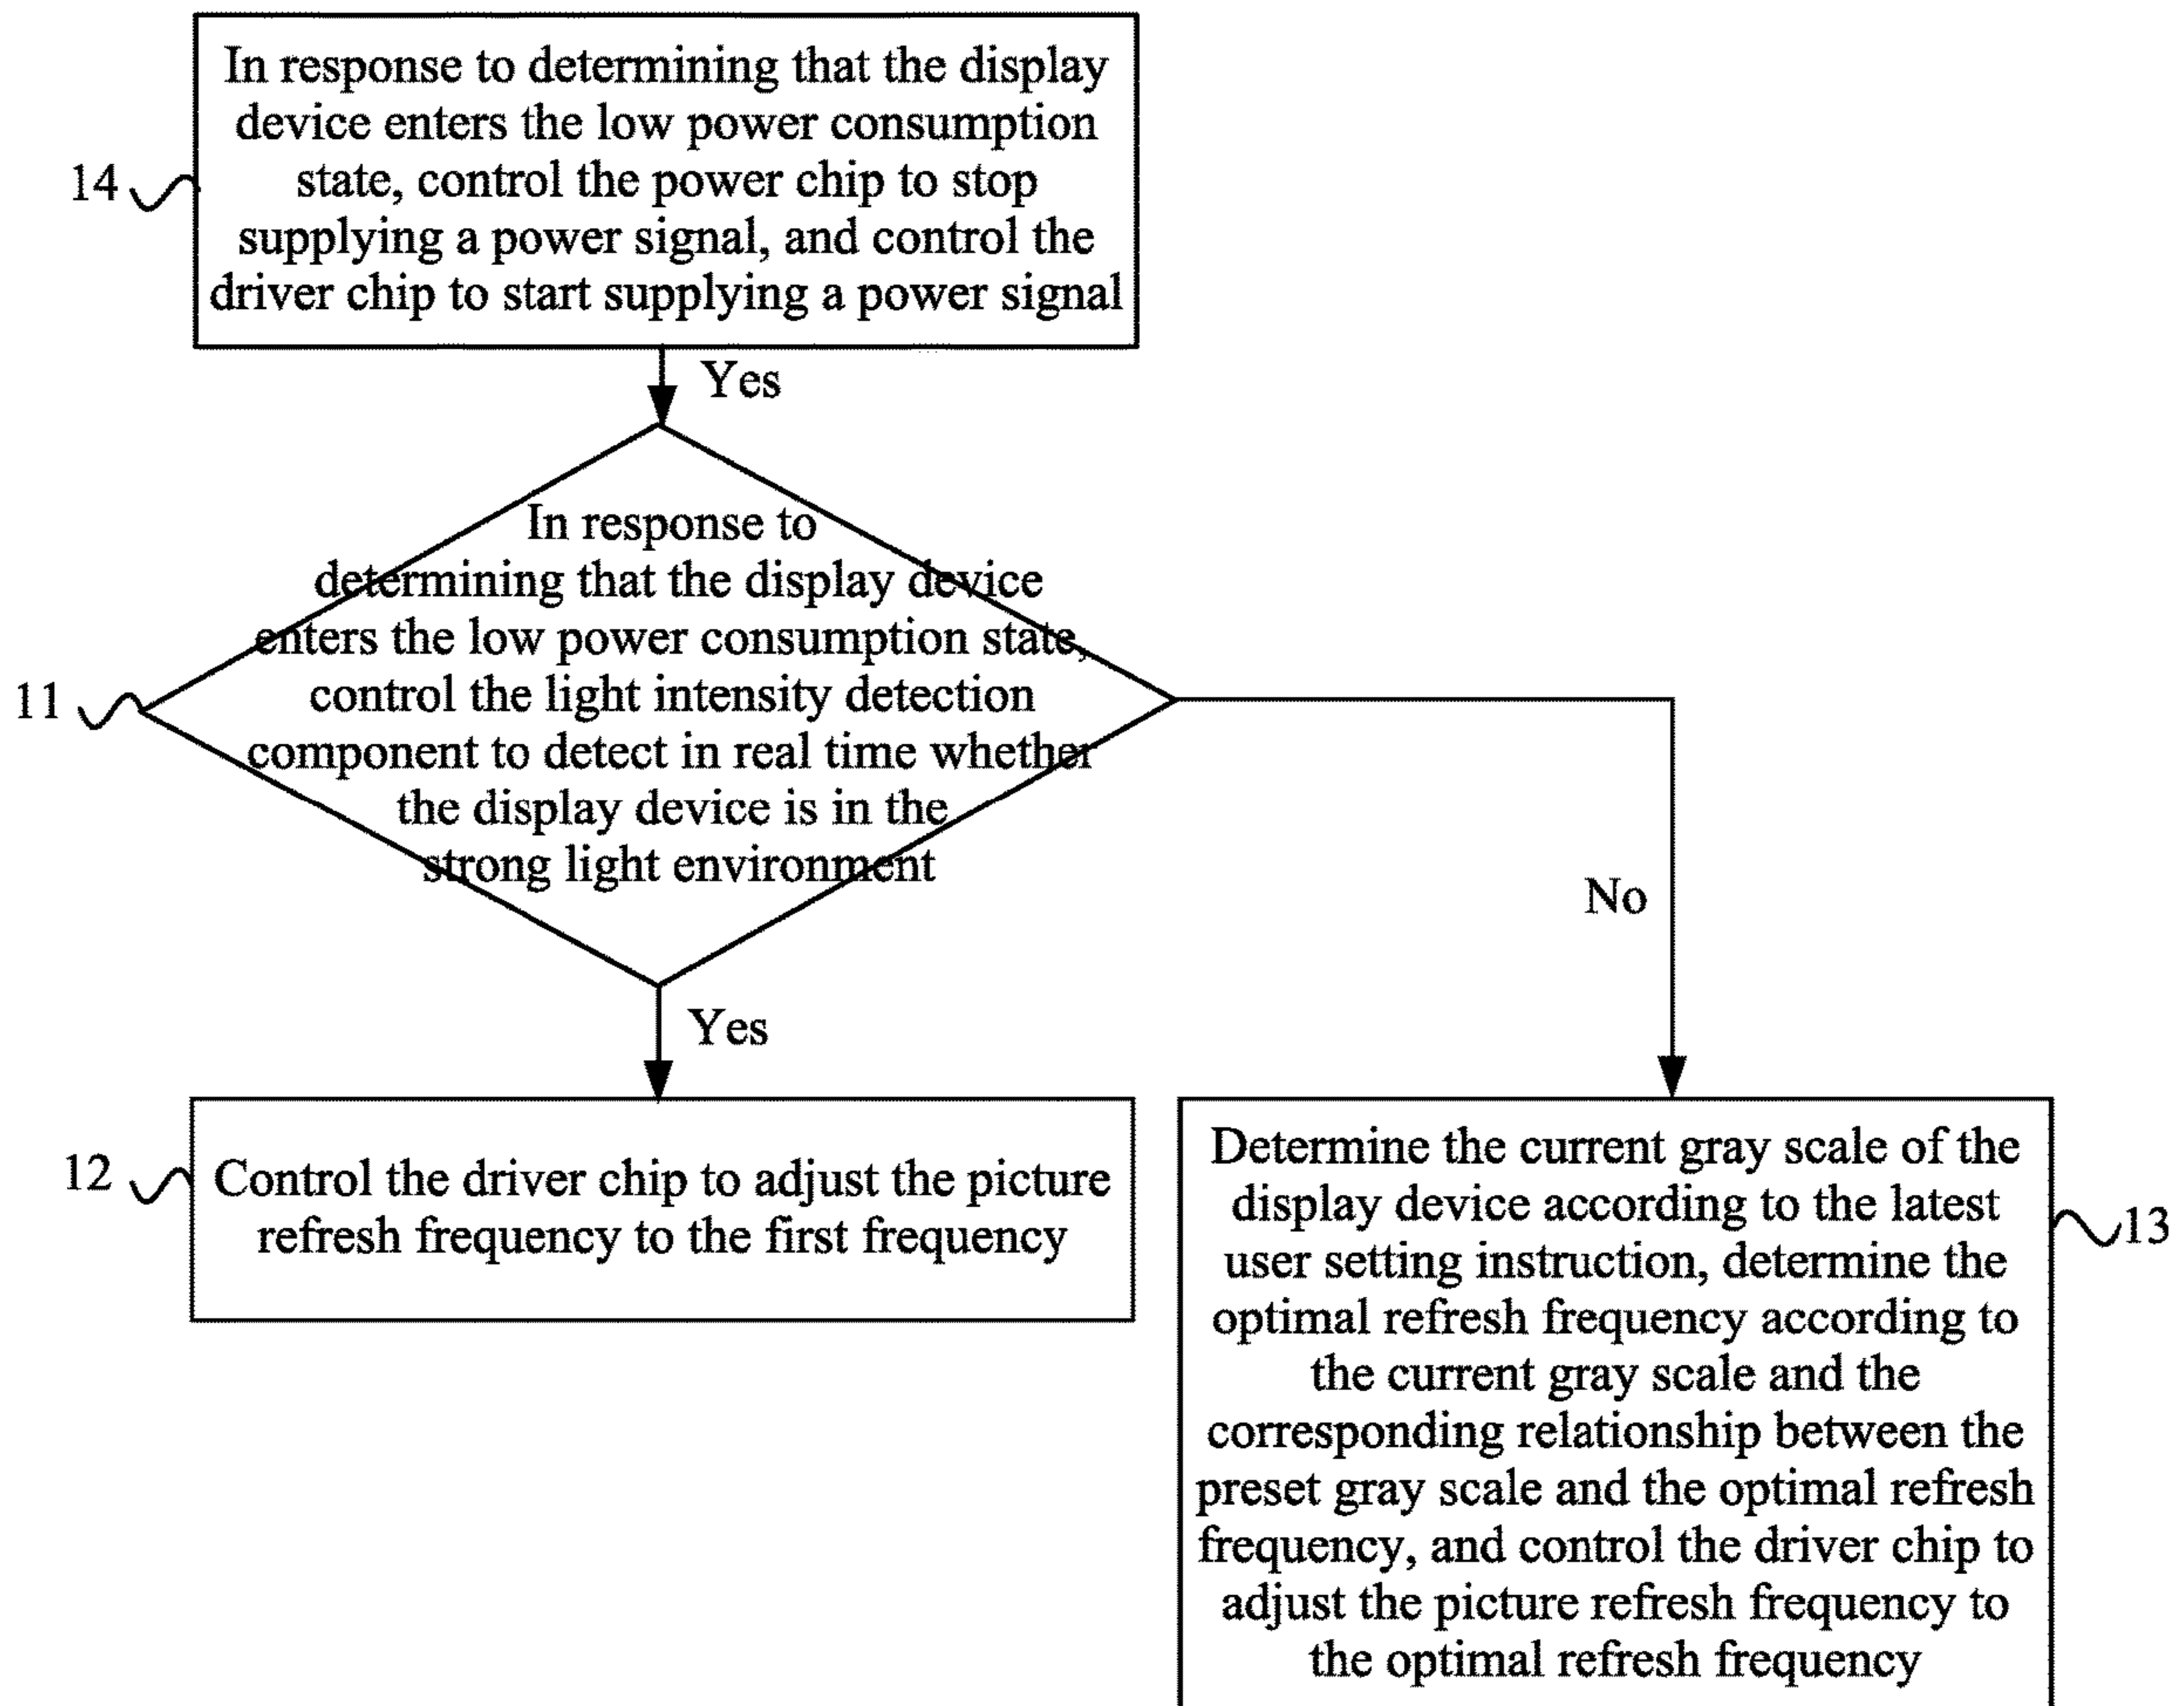 In response to determining that the display
device enters the low power consumption
state, control the power chip to stop
supplying a power signal, and control the
driver chip to start supplying a power signal
14
Yes
In response to
determining that the display device
enters the low power consumption state,
control the light intensity detection
component to detect in real time whether
the display device is in the
strong light environment
11
No
Yes
12
Control the driver chip to adjust the picture
refresh frequency to the first frequency
Determine the current gray scale of the
display device according to the latest
user setting instruction, determine the
optimal refresh frequency according to
the current gray scale and the
corresponding relationship between the
preset gray scale and the optimal refresh
frequency, and control the driver chip to
adjust the picture refresh frequency to
the optimal refresh frequency
13